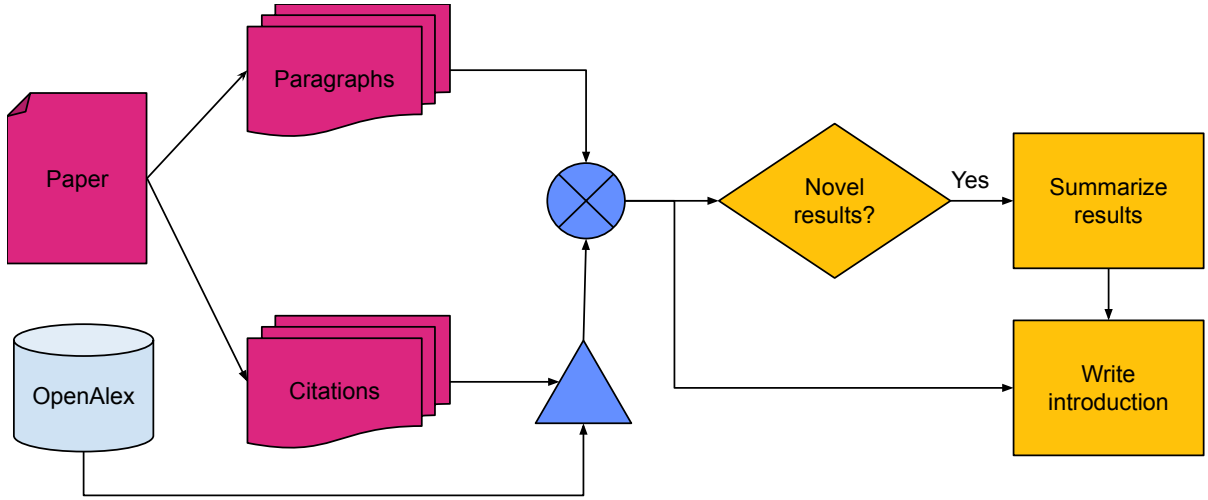 Paragraphs
Paper
Novel
results?
Yes
Summarize
results
OpenAlex
Citations
Write
introduction